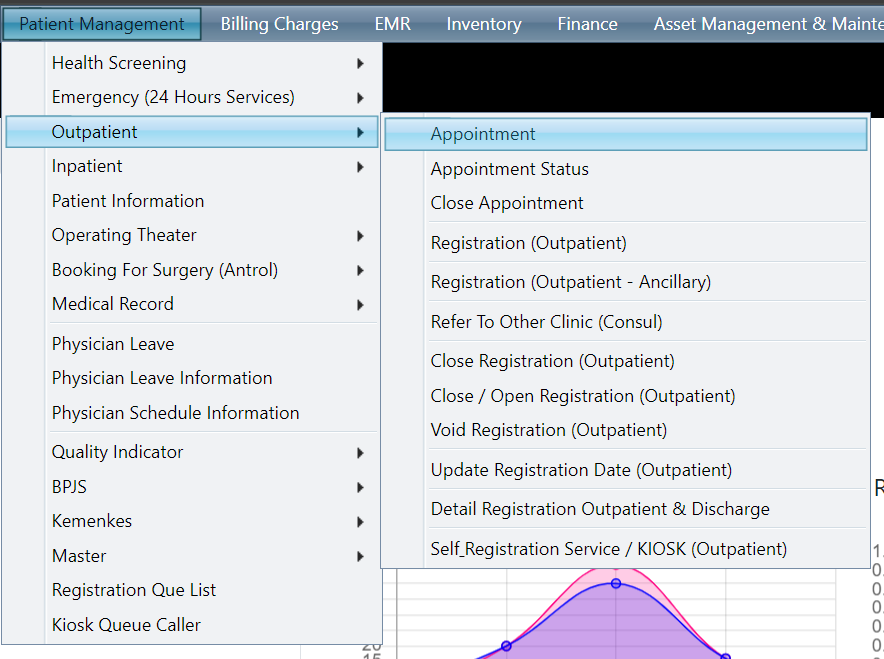 Patient Management
Billing Charges
EMR
Inventory
Finance
Asset Management & Mainte
Health Screening
Emergency (24 Hours Services)
Outpatient
Inpatient
Patient Information
Operating Theater
Booking For Surgery (Antrol)
Medical Record
Physician Leave
Physician Leave Information
Physician Schedule Information
Quality Indicator
BPJS
Kemenkes
Master
Registration Que List
Kiosk Queue Caller
Appointment
Appointment Status
Close Appointment
Registration (Outpatient)
Registration (Outpatient - Ancillary)
Refer To Other Clinic (Consul)
Close Registration (Outpatient)
Close / Open Registration (Outpatient)
Void Registration (Outpatient)
Update Registration Date (Outpatient)
Detail Registration Outpatient & Discharge
Self_Registration Service / KIOSK (Outpatient)
R
1.
0.
0.
0.
0.
0.